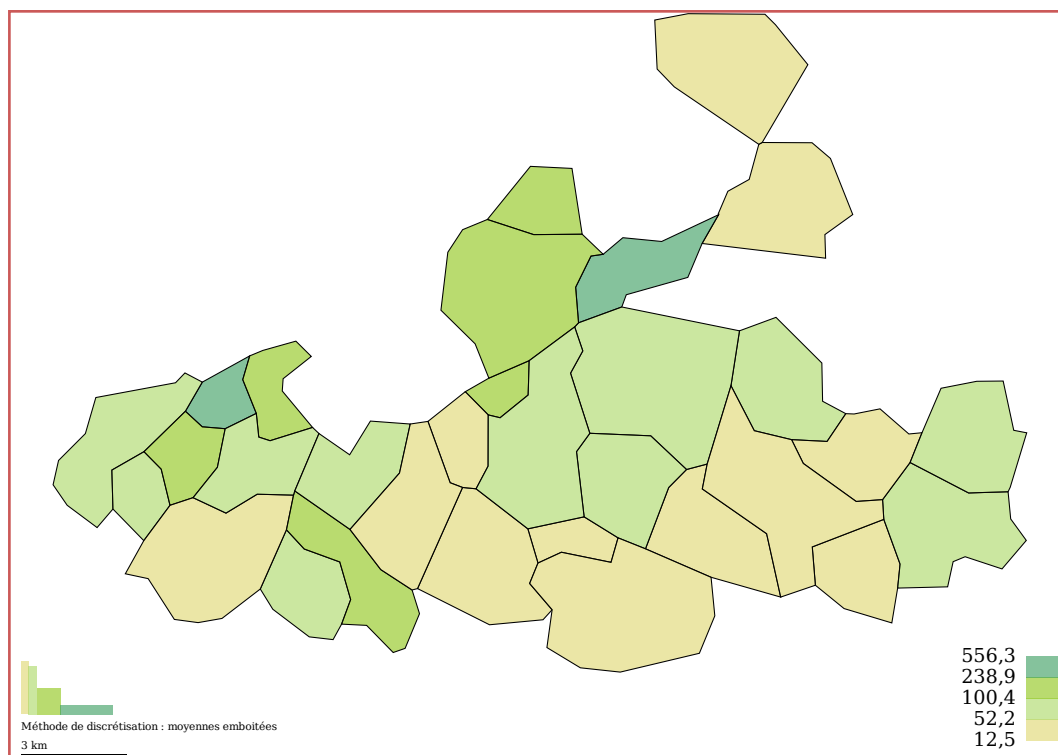 556,3
238,9
100,4
52,2
12,5
Méthode de discrétisation : moyennes emboitées
3 km